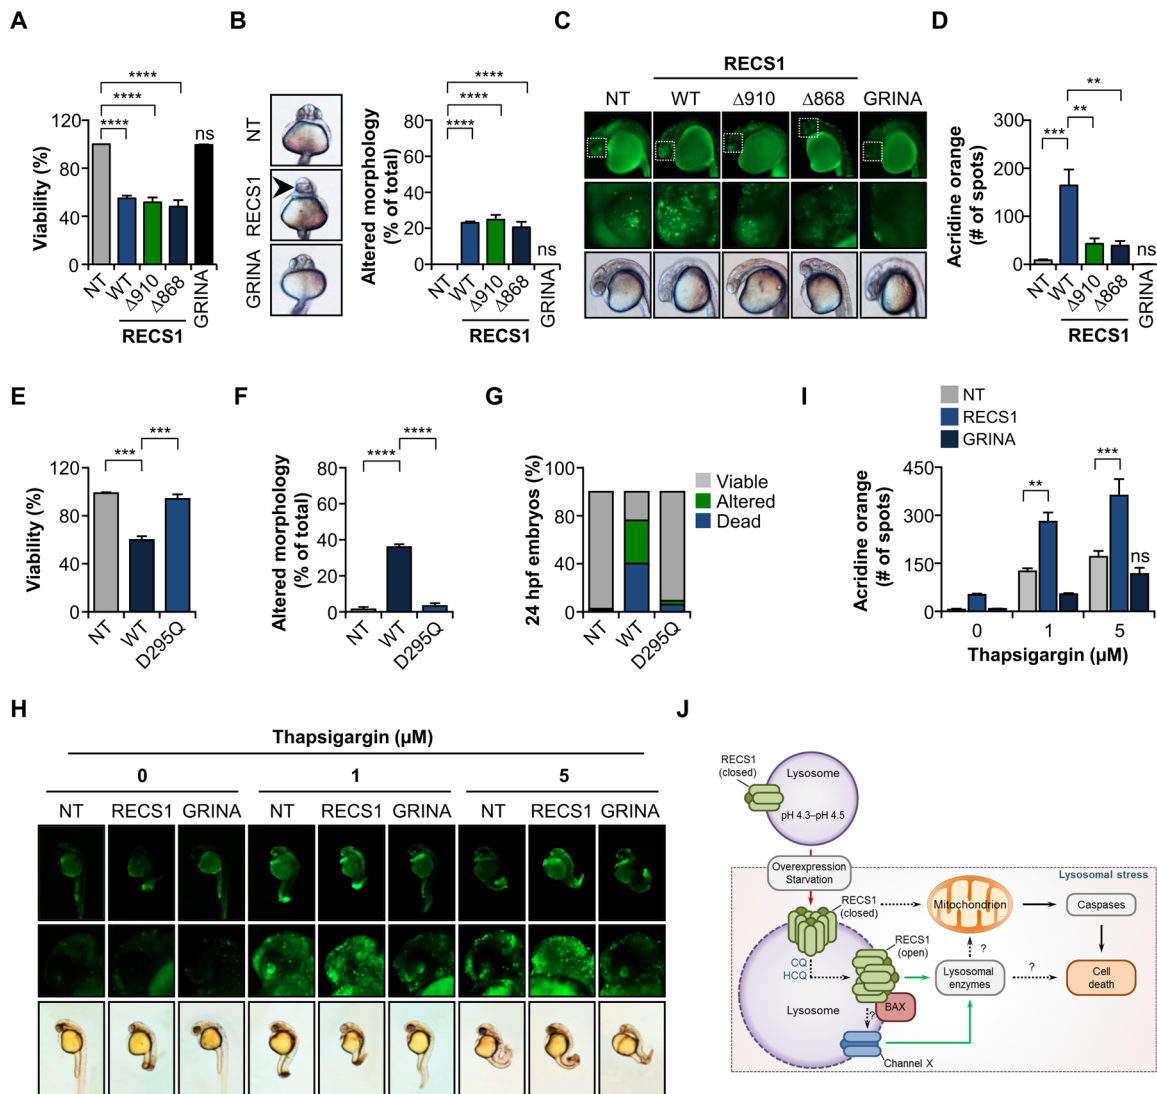 A
Viability (%)
120
80
40
0
****
****
****
ns
NT
WT
Δ910
Δ868
GRINA
RECS1
B
NT
RECS1
GRINA
Altered morphology
(% of total)
80
60
40
20
0
****
****
****
ns
NT
WT
Δ910
Δ868
GRINA
RECS1
C
RECS1
NT
WT
Δ910
Δ868
GRINA
D
Acridine orange
(# of spots)
300
200
100
0
**
**
***
ns
NT
WT
Δ910
Δ868
GRINA
RECS1
E
Viability (%)
120
80
40
0
***
***
NT
WT
D295Q
F
Altered morphology
(% of total)
80
60
40
20
0
****
****
NT
WT
D295Q
G
24 hpf embryos (%)
120
80
40
0
Viable
Altered
Dead
NT
WT
D295Q
I
NT
RECS1
GRINA
Acridine orange
(# of spots)
450
300
150
0
**
***
ns
0
1
5
Thapsigargin (µM)
H
Thapsigargin (µM)
0
1
5
NT
RECS1
GRINA
NT
RECS1
GRINA
NT
RECS1
GRINA
J
RECS1
(closed)
Lysosome
pH 4.3–pH 4.5
Overexpression
Starvation
Lysosomal stress
RECS1
(closed)
Mitochondrion
Caspases
RECS1
(open)
CQ
HCQ
?
?
Lysosomal
enzymes
Cell
death
Lysosome
BAX
?
Channel X